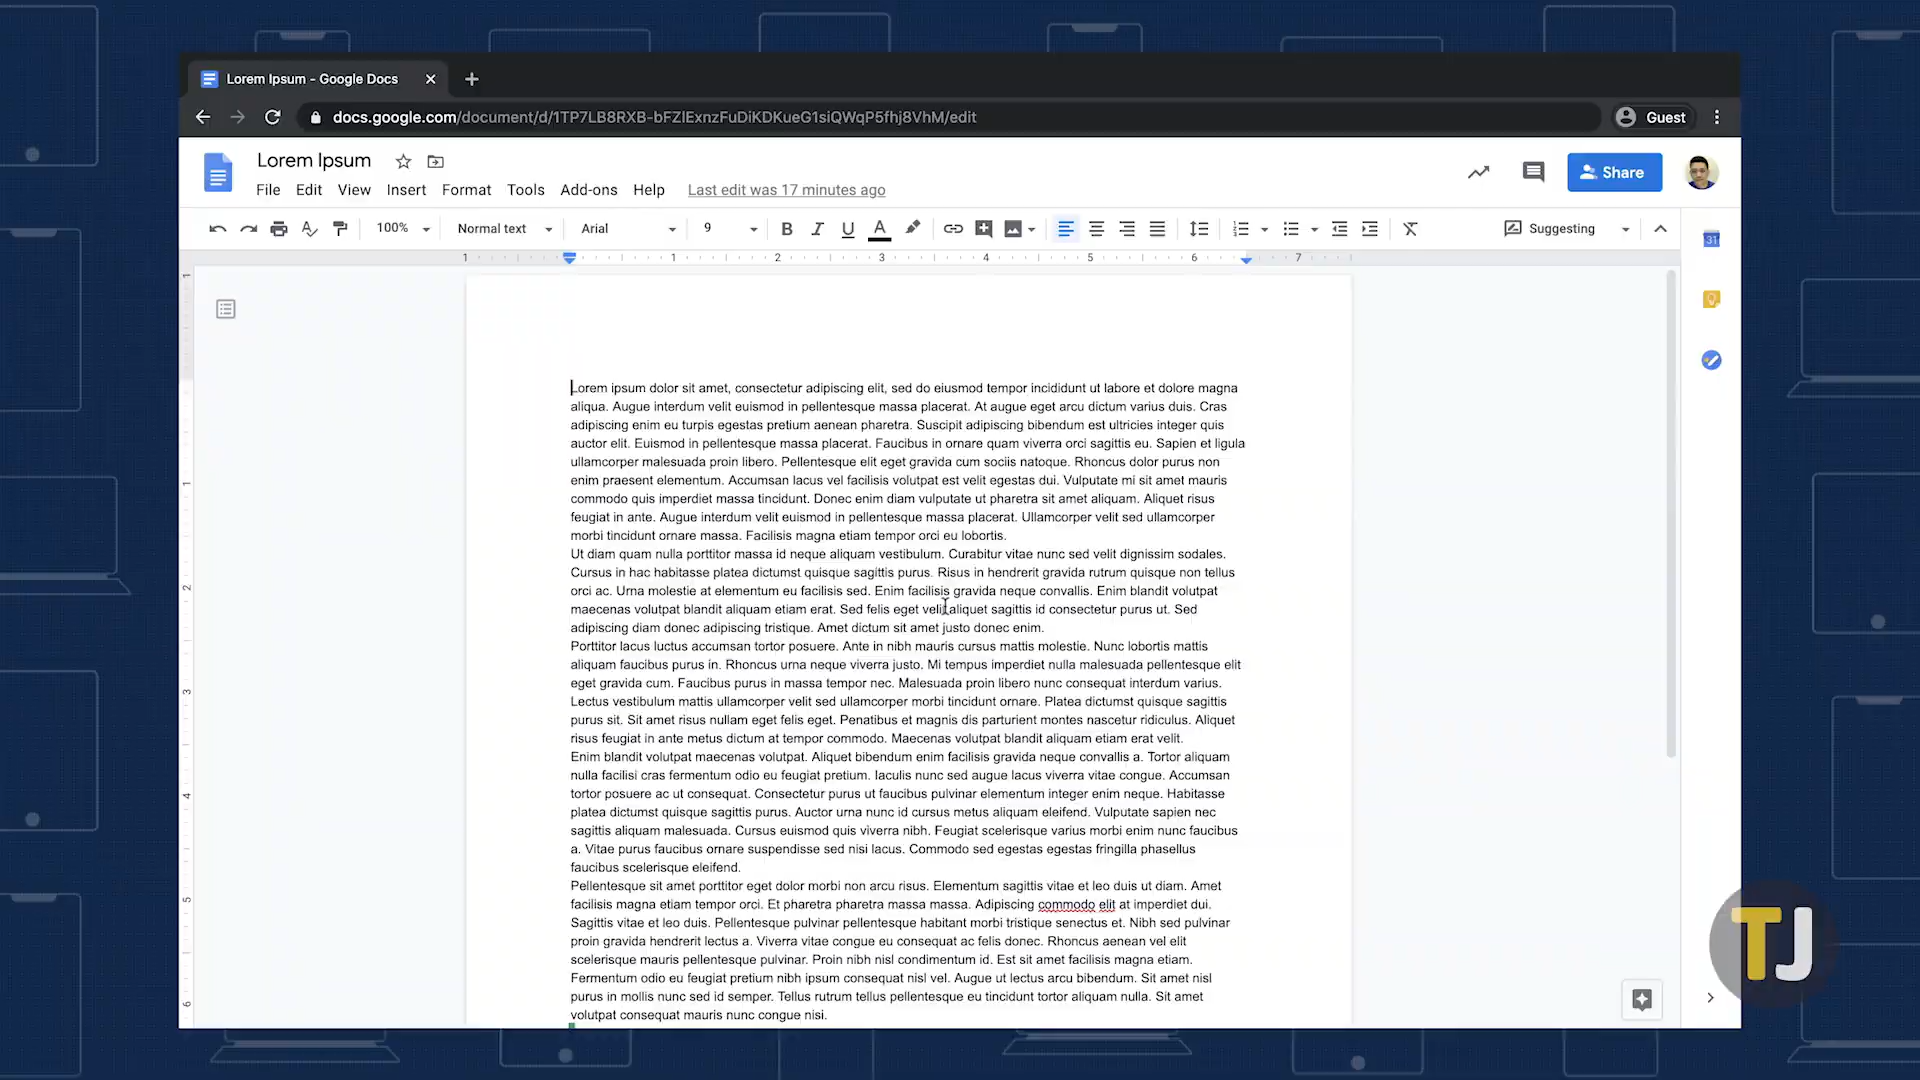 Lorem Ipsum - Google Docs
docs.google.com/document/d/1TP7LB8RXB-bFZlExnzFuDiKDKueG1siQWqP5fhj8VhM/edit
Guest
Lorem Ipsum
File Edit View Insert Format Tools Add-ons Help Last edit was 17 minutes ago
Share
100% Normal text Arial 9 B I U A Suggesting
1 1 2 3 4 5 6 7
31
1
1
2
3
4
5
6
Lorem ipsum dolor sit amet, consectetur adipiscing elit, sed do eiusmod tempor incididunt ut labore et dolore magna
aliqua. Augue interdum velit euismod in pellentesque massa placerat. At augue eget arcu dictum varius duis. Cras
adipiscing enim eu turpis egestas pretium aenean pharetra. Suscipit adipiscing bibendum est ultricies integer quis
auctor elit. Euismod in pellentesque massa placerat. Faucibus in ornare quam viverra orci sagittis eu. Sapien et ligula
ullamcorper malesuada proin libero. Pellentesque elit eget gravida cum sociis natoque. Rhoncus dolor purus non
enim praesent elementum. Accumsan lacus vel facilisis volutpat est velit egestas dui. Vulputate mi sit amet mauris
commodo quis imperdiet massa tincidunt. Donec enim diam vulputate ut pharetra sit amet aliquam. Aliquet risus
feugiat in ante. Augue interdum velit euismod in pellentesque massa placerat. Ullamcorper velit sed ullamcorper
morbi tincidunt ornare massa. Facilisis magna etiam tempor orci eu lobortis.
Ut diam quam nulla porttitor massa id neque aliquam vestibulum. Curabitur vitae nunc sed velit dignissim sodales.
Cursus in hac habitasse platea dictumst quisque sagittis purus. Risus in hendrerit gravida rutrum quisque non tellus
orci ac. Urna molestie at elementum eu facilisis sed. Enim facilisis gravida neque convallis. Enim blandit volutpat
maecenas volutpat blandit aliquam etiam erat. Sed felis eget velit aliquet sagittis id consectetur purus ut. Sed
adipiscing diam donec adipiscing tristique. Amet dictum sit amet justo donec enim.
Porttitor lacus luctus accumsan tortor posuere. Ante in nibh mauris cursus mattis molestie. Nunc lobortis mattis
aliquam faucibus purus in. Rhoncus urna neque viverra justo. Mi tempus imperdiet nulla malesuada pellentesque elit
eget gravida cum. Faucibus purus in massa tempor nec. Malesuada proin libero nunc consequat interdum varius.
Lectus vestibulum mattis ullamcorper velit sed ullamcorper morbi tincidunt ornare. Platea dictumst quisque sagittis
purus sit. Sit amet risus nullam eget felis eget. Penatibus et magnis dis parturient montes nascetur ridiculus. Aliquet
risus feugiat in ante metus dictum at tempor commodo. Maecenas volutpat blandit aliquam etiam erat velit.
Enim blandit volutpat maecenas volutpat. Aliquet bibendum enim facilisis gravida neque convallis a. Tortor aliquam
nulla facilisi cras fermentum odio eu feugiat pretium. Iaculis nunc sed augue lacus viverra vitae congue. Accumsan
tortor posuere ac ut consequat. Consectetur purus ut faucibus pulvinar elementum integer enim neque. Habitasse
platea dictumst quisque sagittis purus. Auctor urna nunc id cursus metus aliquam eleifend. Vulputate sapien nec
sagittis aliquam malesuada. Cursus euismod quis viverra nibh. Feugiat scelerisque varius morbi enim nunc faucibus
a. Vitae purus faucibus ornare suspendisse sed nisi lacus. Commodo sed egestas egestas fringilla phasellus
faucibus scelerisque eleifend.
Pellentesque sit amet porttitor eget dolor morbi non arcu risus. Elementum sagittis vitae et leo duis ut diam. Amet
facilisis magna etiam tempor orci. Et pharetra pharetra massa massa. Adipiscing commodo elit at imperdiet dui.
Sagittis vitae et leo duis. Pellentesque pulvinar pellentesque habitant morbi tristique senectus et. Nibh sed pulvinar
proin gravida hendrerit lectus a. Viverra vitae congue eu consequat ac felis donec. Rhoncus aenean vel elit
scelerisque mauris pellentesque pulvinar. Proin nibh nisl condimentum id. Est sit amet facilisis magna etiam.
Fermentum odio eu feugiat pretium nibh ipsum consequat nisl vel. Augue ut lectus arcu bibendum. Sit amet nisl
purus in mollis nunc sed id semper. Tellus rutrum tellus pellentesque eu tincidunt tortor aliquam nulla. Sit amet
volutpat consequat mauris nunc congue nisi.
TJ